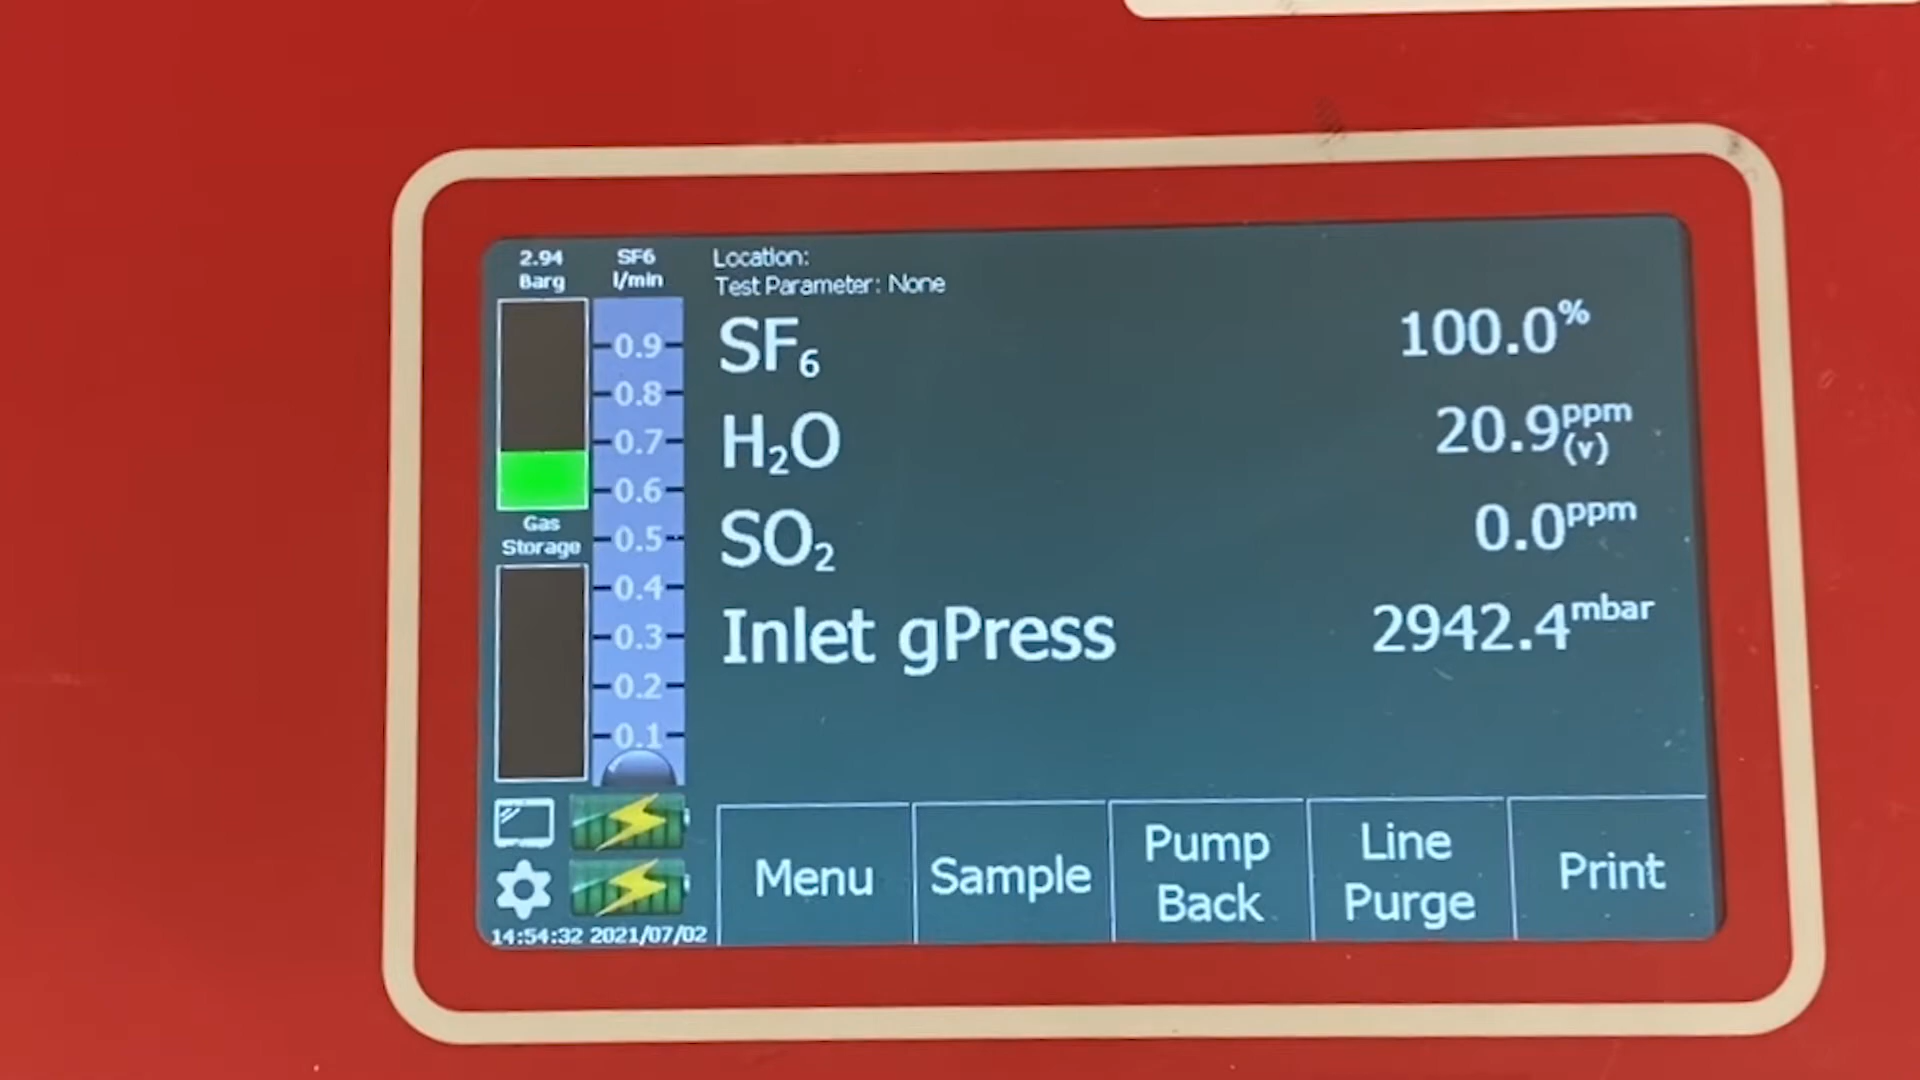 2.94
Barg
SF6
l/min
Location:
Test Parameter: None
0.9
0.8
0.7
0.6
0.5
0.4
0.3
0.2
0.1
Gas
Storage
SF₆ 100.0%
H₂O 20.9ppm(v)
SO₂ 0.0ppm
Inlet gPress 2942.4mbar
Menu
Sample
Pump
Back
Line
Purge
Print
14:54:32 2021/07/02